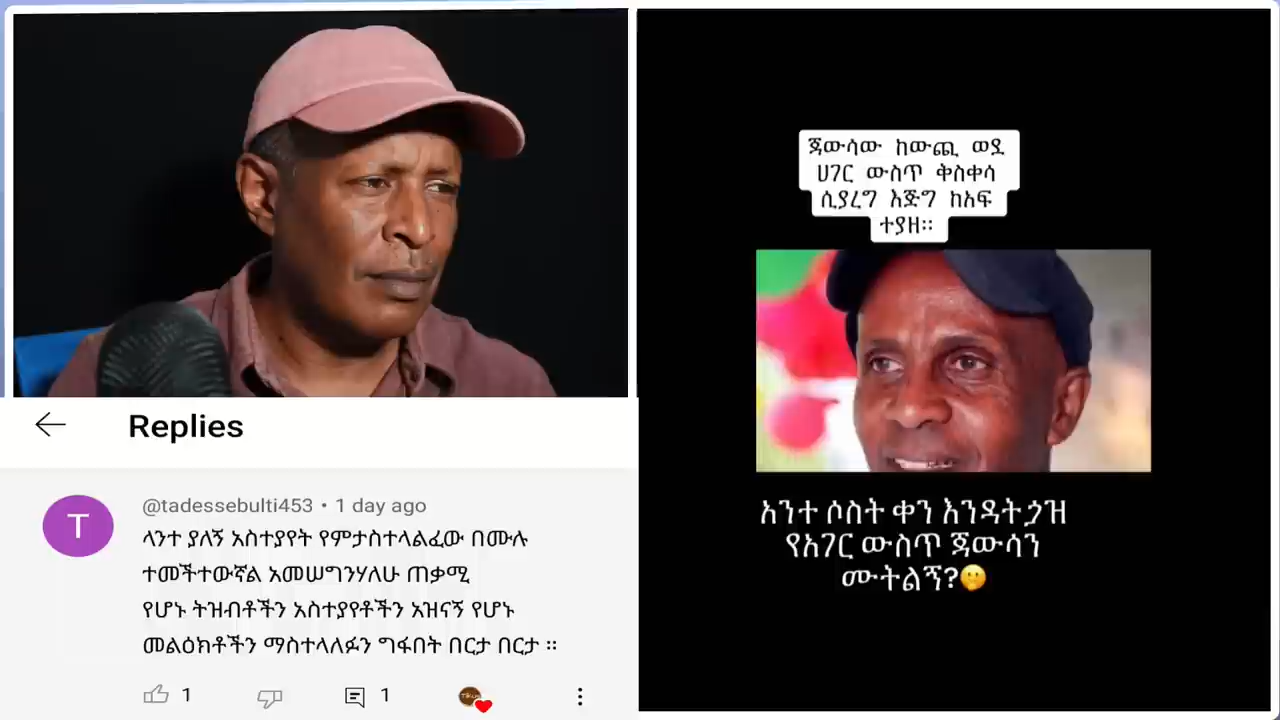 Replies
T
@tadessebulti453 • 1 day ago
ላንተ ያለኝ አስተያየት የምታስተላልፈው በሙሉ
ተመችተውኛል አመሠግንሃለሁ ጠቃሚ
የሆኑ ትዝብቶችን አስተያየቶችን አዝናኝ የሆኑ
መልዕክቶችን ማስተላለፉን ግፋበት በርታ በርታ ።
1
1
ጃውሳው ከውጪ ወደ
ሀገር ውስጥ ቅስቀሳ
ሲያረግ እጅግ ከአፍ
ተያዘ።
አንተ ሶስት ቀን እንዳትጋዝ
የአገር ውስጥ ጃውሳን
ሙትልኝ?🤫